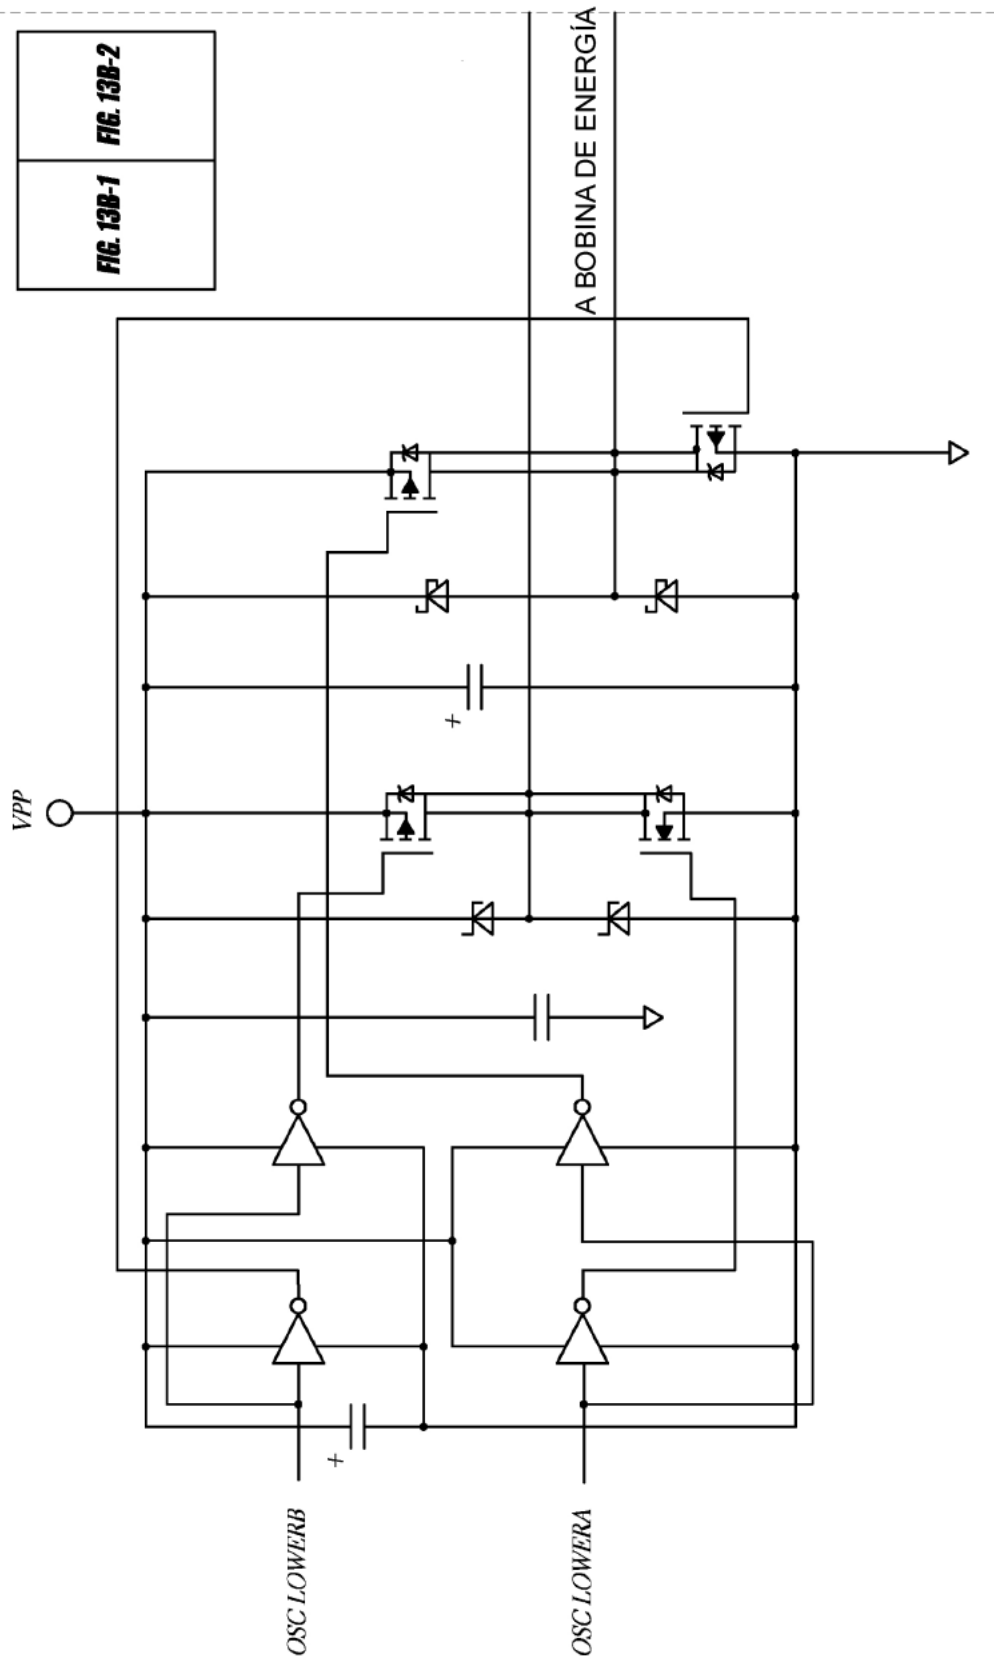 FIG. 13B-1
FIG. 13B-2
A BOBINA DE ENERGÍA
VPP
+
+
OSC LOWERB
OSC LOWERA